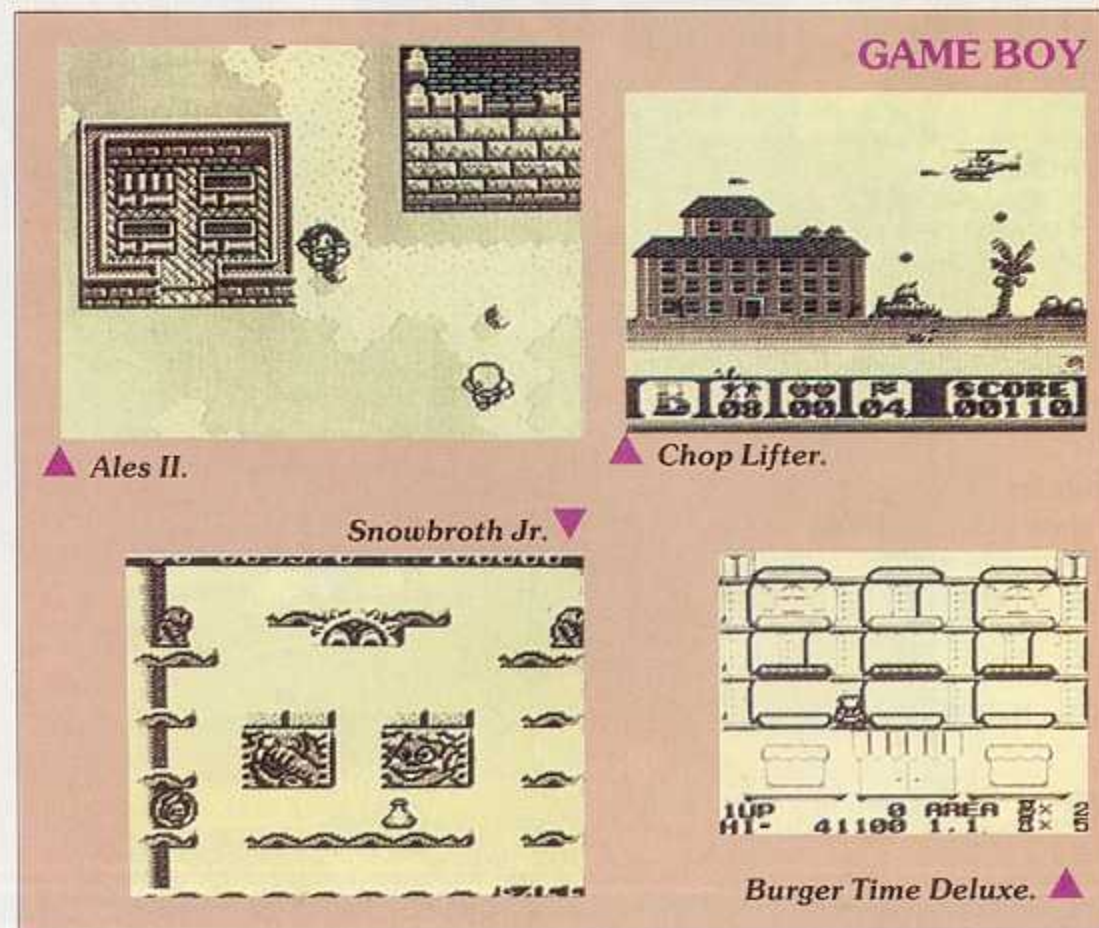 GAME BOY
SCORE
08 00 04 00110
Ales II.
Chop Lifter.
Snowbroth Jr.
1UP 0 AREA × 2
HI- 41100 1.1 × 5
Burger Time Deluxe.